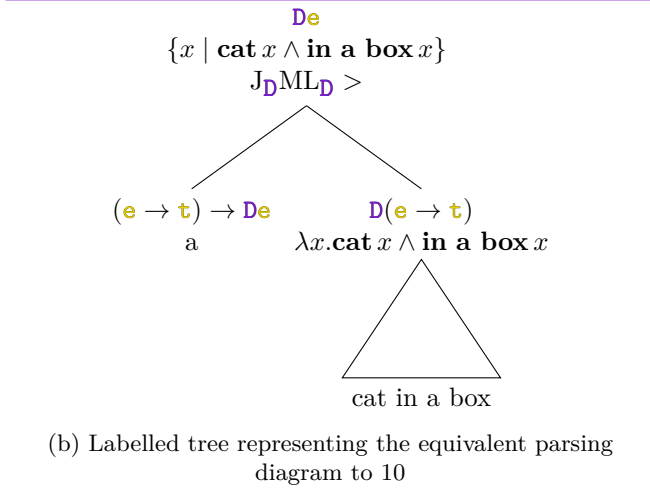 De
{x | cat x ∧ in a box x}
J_D ML_D >
(e → t) → De
D(e → t)
a
λx.cat x ∧ in a box x
cat in a box
(b) Labelled tree representing the equivalent parsing
diagram to 10